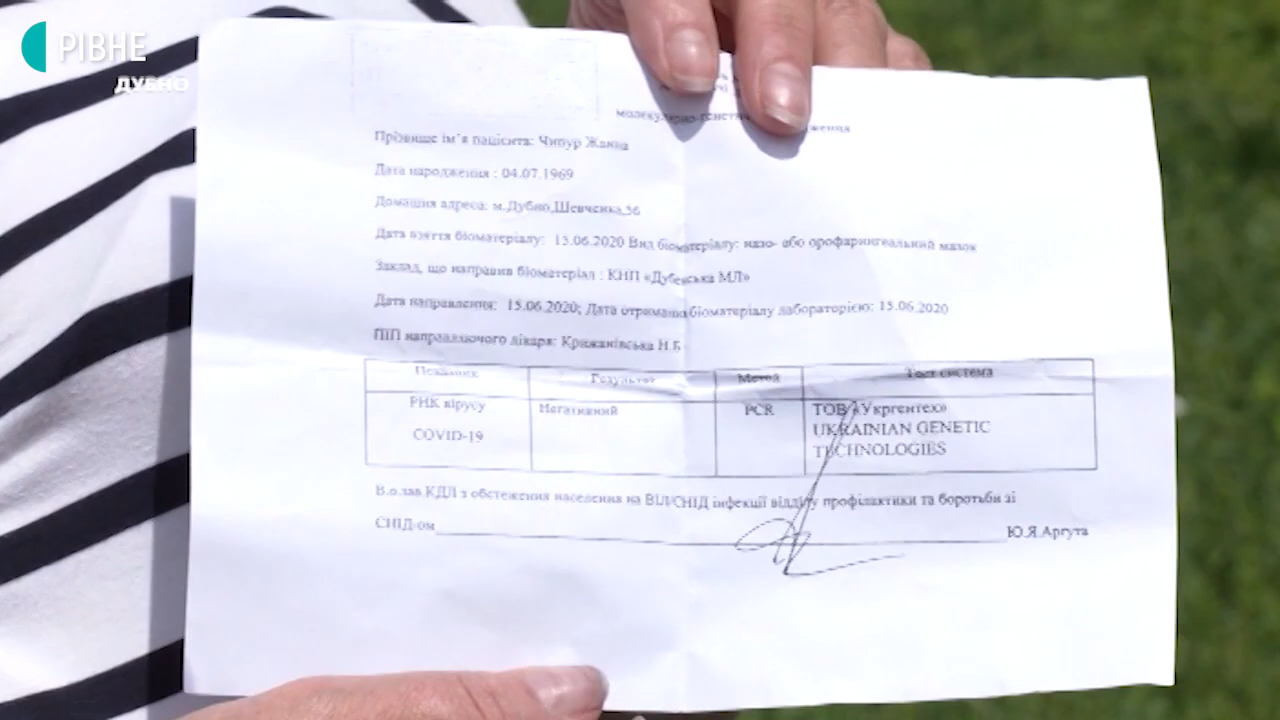 РІВНЕ
ДУБНО
Прізвище ім'я пацієнта: Чипур Жанна
Дата народження : 04.07.1969
Домашня адреса: м.Дубно,Шевченка,56
Дата взяття біоматеріалу: 15.06.2020 Вид біоматеріалу: назо- або орофарингеальний мазок
Заклад, що направив біоматеріал : КНП «Дубенська МЛ»
Дата направлення: 15.06.2020; Дата отримано біоматеріалу лабораторією: 15.06.2020
ПІП направляючого лікаря: Крижанівська Н.Б
Показник Результат Метод Тест система
РНК вірусу Негативний PCR ТОВ «Укргентех»
COVID-19 UKRAINIAN GENETIC
TECHNOLOGIES
В.о.зав КДЛ з обстеження населення на ВІЛ/СНІД інфекції відділу профілактики та боротьби зі
СНІД-ом Ю.Я.Аргута